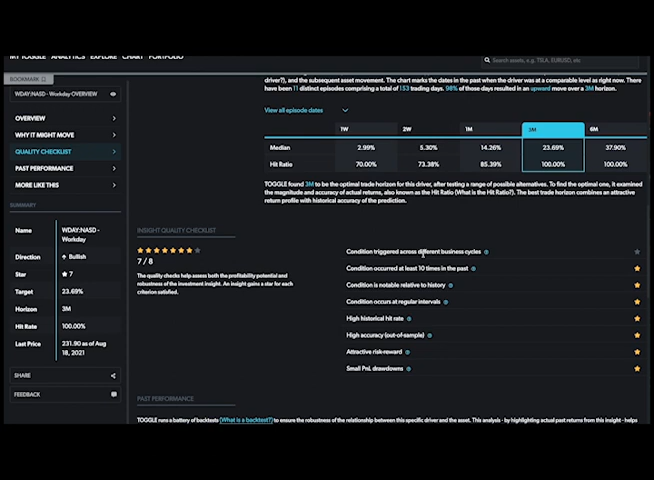 MY TOGGLE ANALYTICS EXPLORE CHART PORTFOLIO
Search assets, e.g. TSLA, EURUSD, etc
BOOKMARK
WDAY:NASD - Workday OVERVIEW
OVERVIEW
WHY IT MIGHT MOVE
QUALITY CHECKLIST
PAST PERFORMANCE
MORE LIKE THIS
SUMMARY
Name WDAY:NASD - Workday
Direction Bullish
Star 7
Target 23.69%
Horizon 3M
Hit Rate 100.00%
Last Price 231.90 as of Aug 18, 2021
SHARE
FEEDBACK
driver?), and the subsequent asset movement. The chart marks the dates in the past when the driver was at a comparable level as right now. There
have been 11 distinct episodes comprising a total of 153 trading days. 98% of those days resulted in an upward move over a 3M horizon.
View all episode dates
1W 2W 1M 3M 6M
Median 2.99% 5.30% 14.26% 23.69% 37.90%
Hit Ratio 70.00% 73.38% 85.39% 100.00% 100.00%
TOGGLE found 3M to be the optimal trade horizon for this driver, after testing a range of possible alternatives. To find the optimal one, it examined
the magnitude and accuracy of actual returns, also known as the Hit Ratio (What is the Hit Ratio?). The best trade horizon combines an attractive
return profile with historical accuracy of the prediction.
INSIGHT QUALITY CHECKLIST
7 / 8
The quality checks help assess both the profitability potential and
robustness of the investment insight. An insight gains a star for each
criterion satisfied.
Condition triggered across different business cycles
Condition occurred at least 10 times in the past
Condition is notable relative to history
Condition occurs at regular intervals
High historical hit rate
High accuracy (out-of-sample)
Attractive risk-reward
Small PnL drawdowns
PAST PERFORMANCE
TOGGLE runs a battery of backtests (What is a backtest?) to ensure the robustness of the relationship between this specific driver and the asset. This analysis - by highlighting actual past returns from this insight - helps